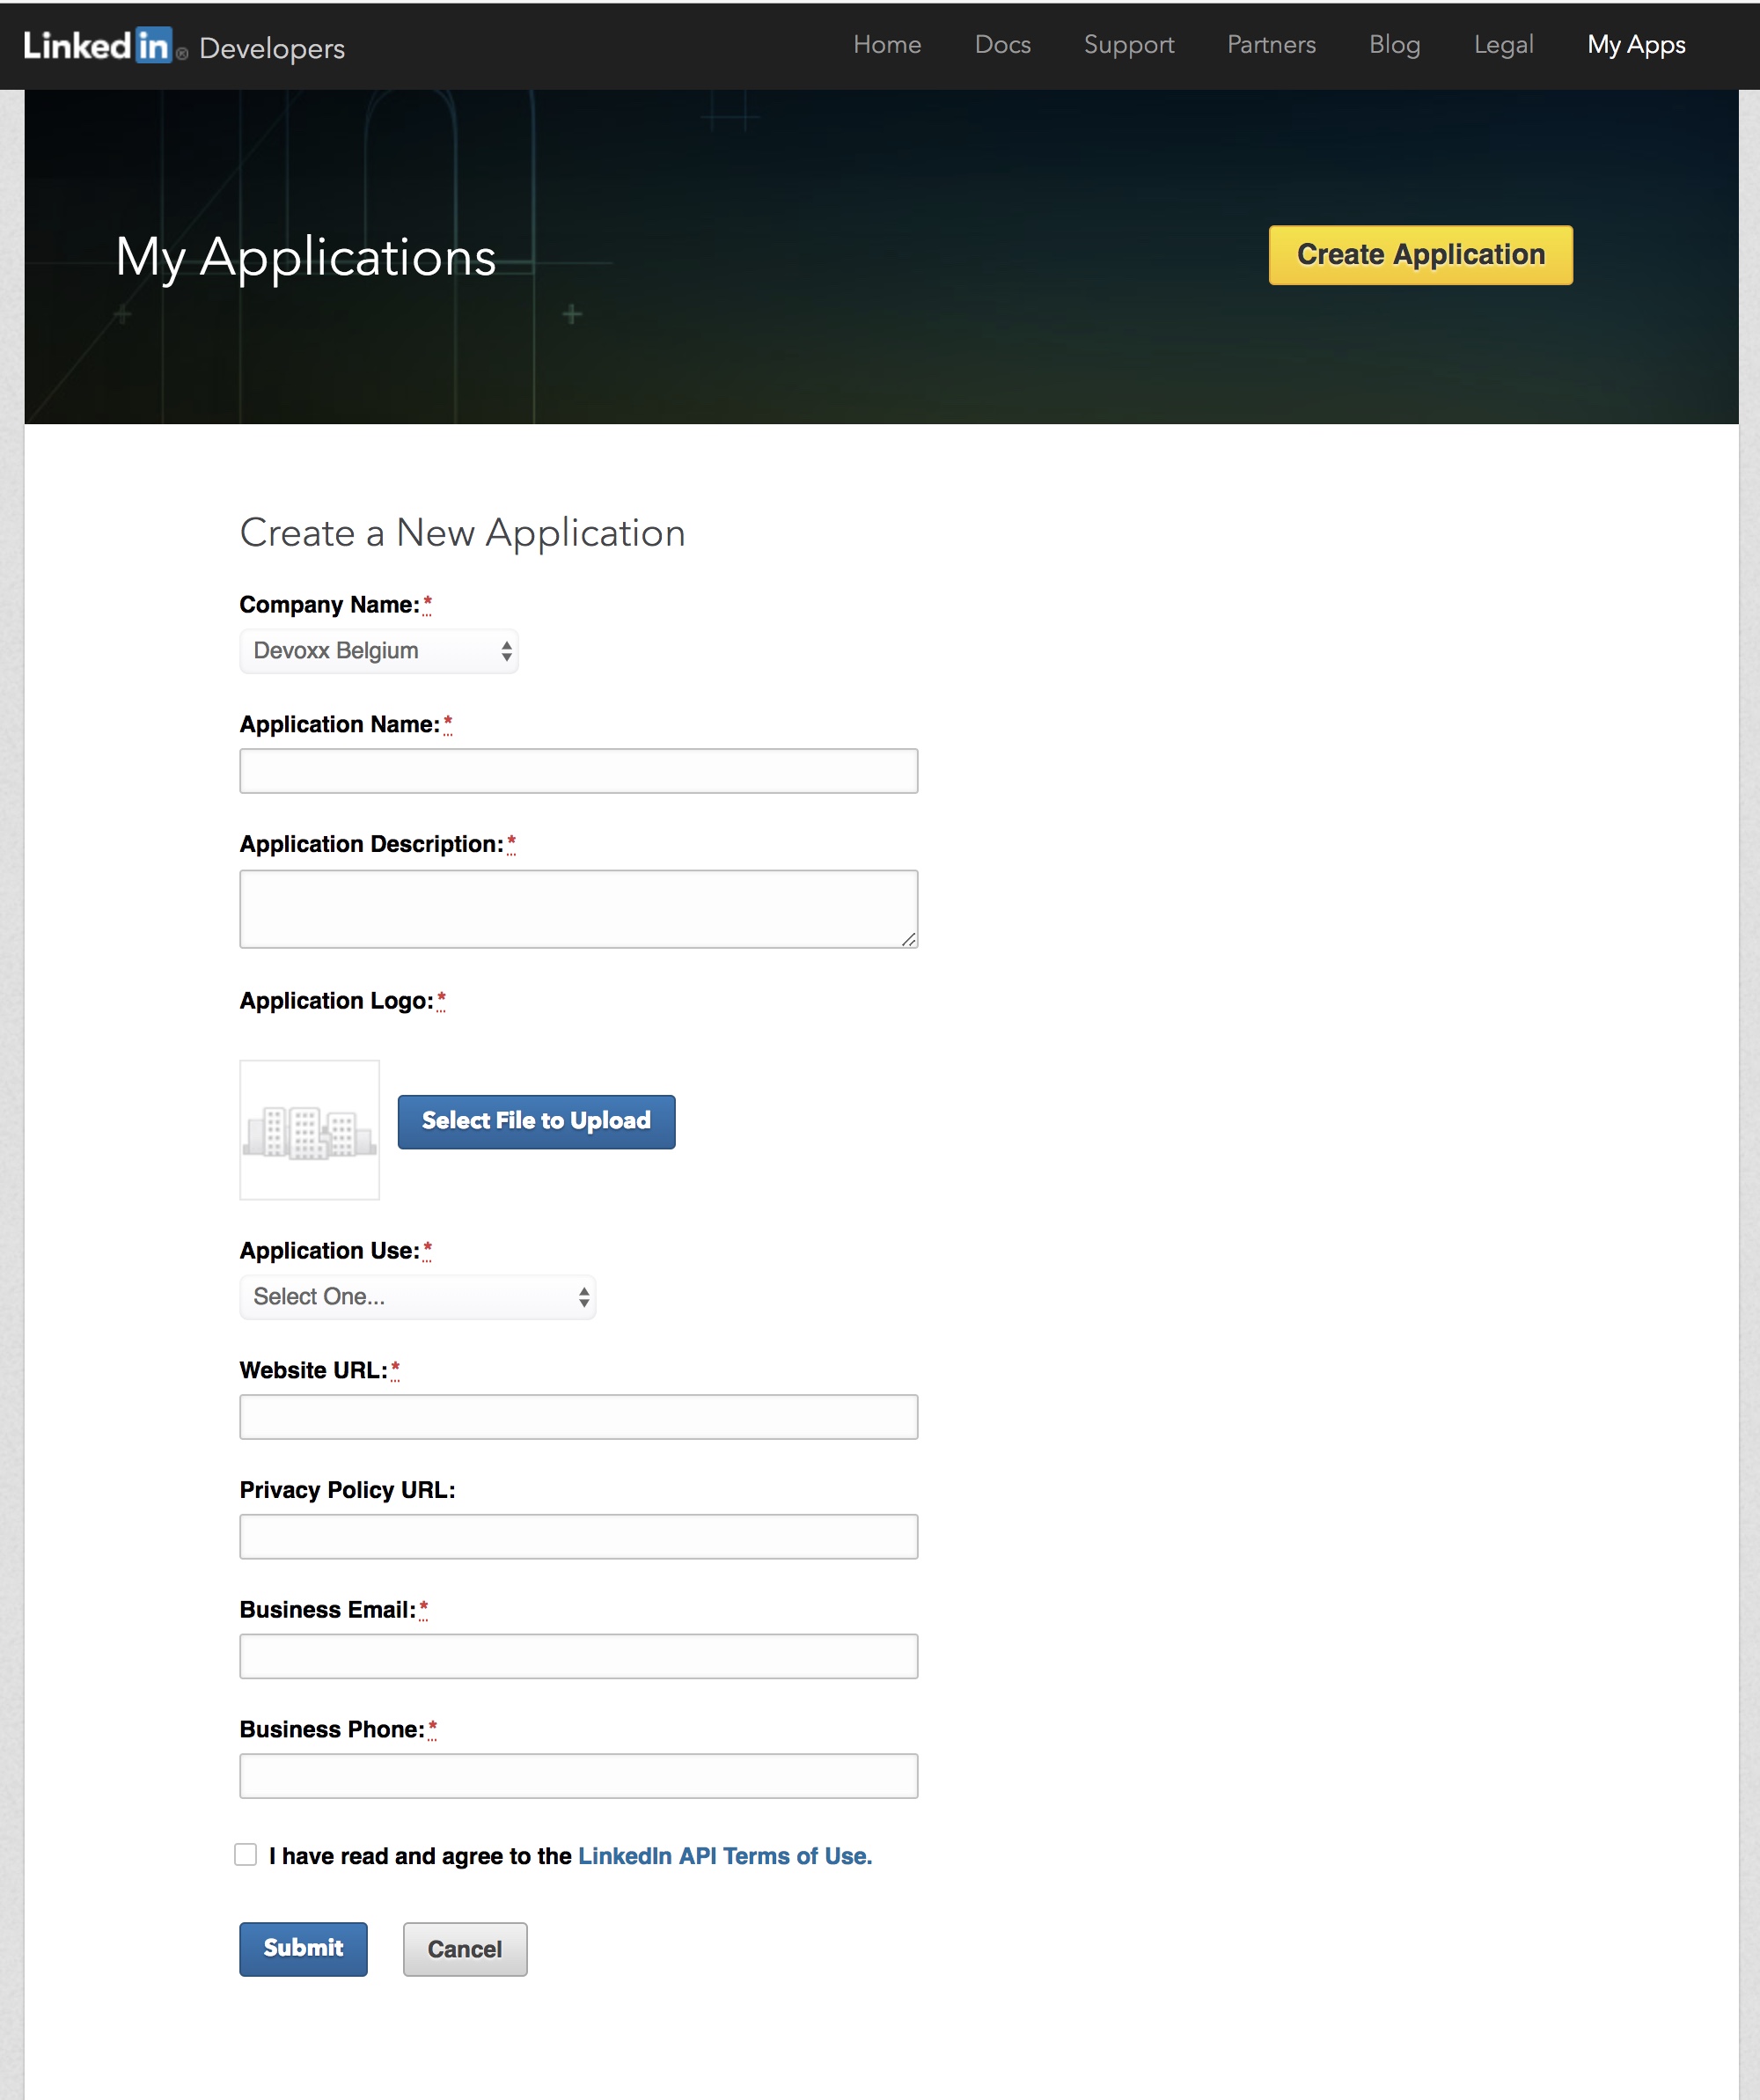 Linked in ® Developers Home Docs Support Partners Blog Legal My Apps
My Applications Create Application
Create a New Application
Company Name:*
Devoxx Belgium
Application Name:*
Application Description:*
Application Logo:*
Select File to Upload
Application Use:*
Select One...
Website URL:*
Privacy Policy URL:
Business Email:*
Business Phone:*
I have read and agree to the LinkedIn API Terms of Use.
Submit Cancel